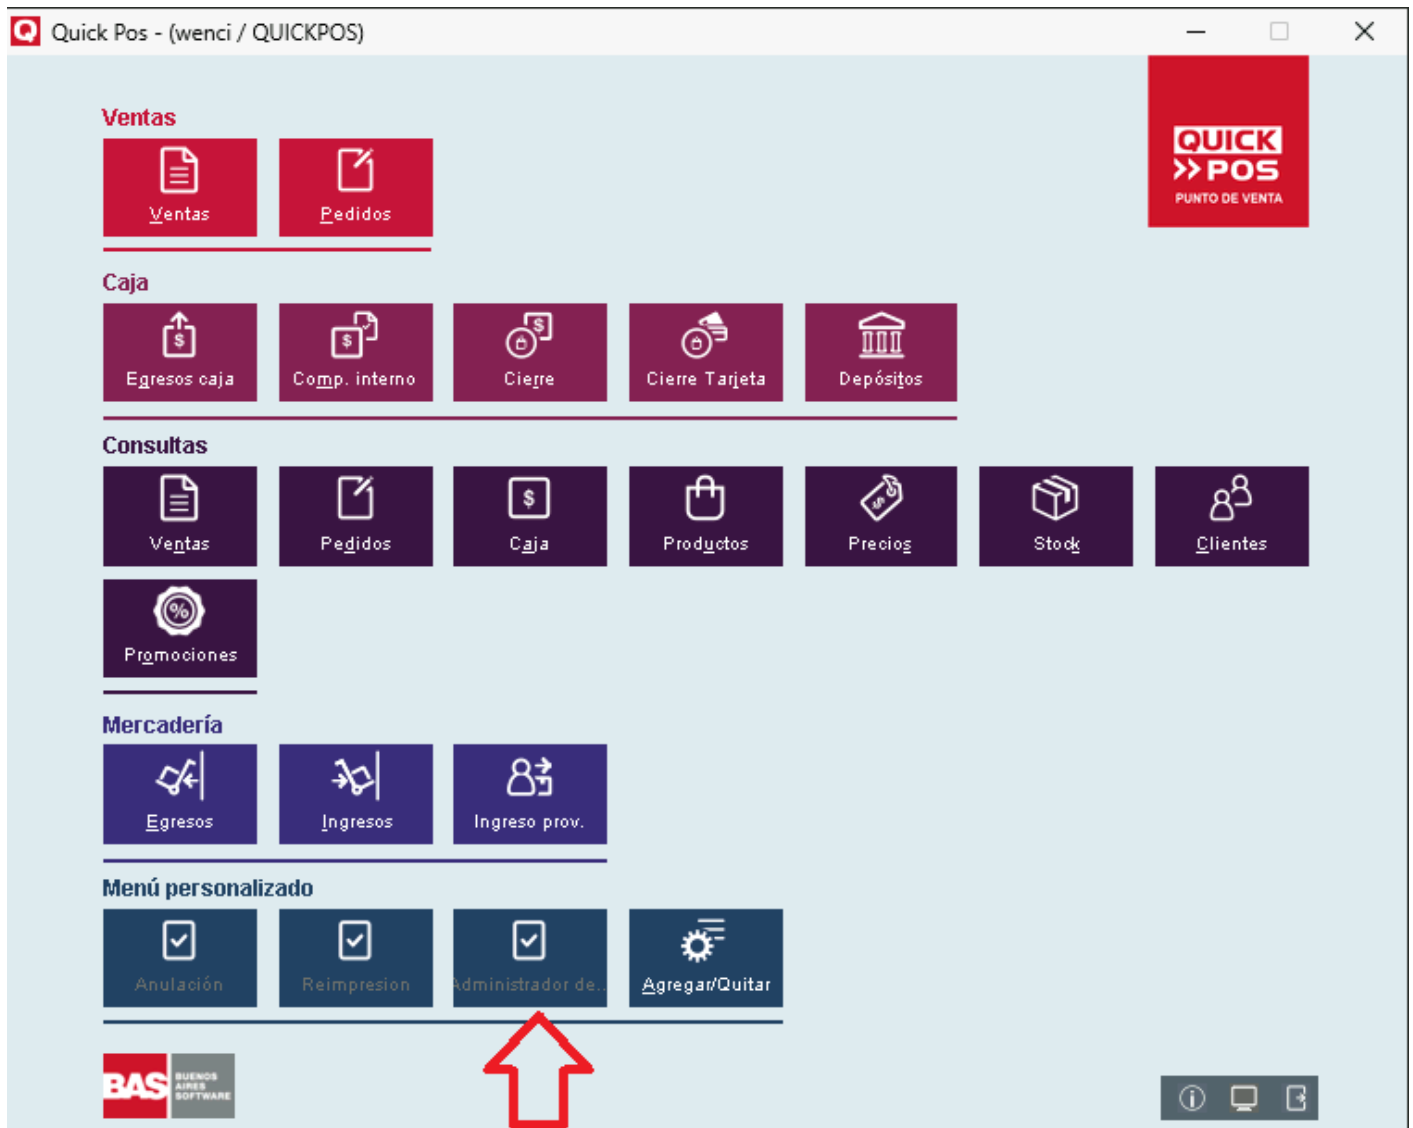 Quick Pos - (wenci / QUICKPOS)
QUICK
POS
PUNTO DE VENTA
Ventas
Ventas
Pedidos
Caja
Egresos caja
Comp. interno
Cierre
Cierre Tarjeta
Depósitos
Consultas
Ventas
Pedidos
Caja
Productos
Precios
Stock
Clientes
Promociones
Mercadería
Egresos
Ingresos
Ingreso prov.
Menú personalizado
Anulación
Reimpresion
Administrador de..
Agregar/Quitar
BAS
BUENOS
AIRES
SOFTWARE